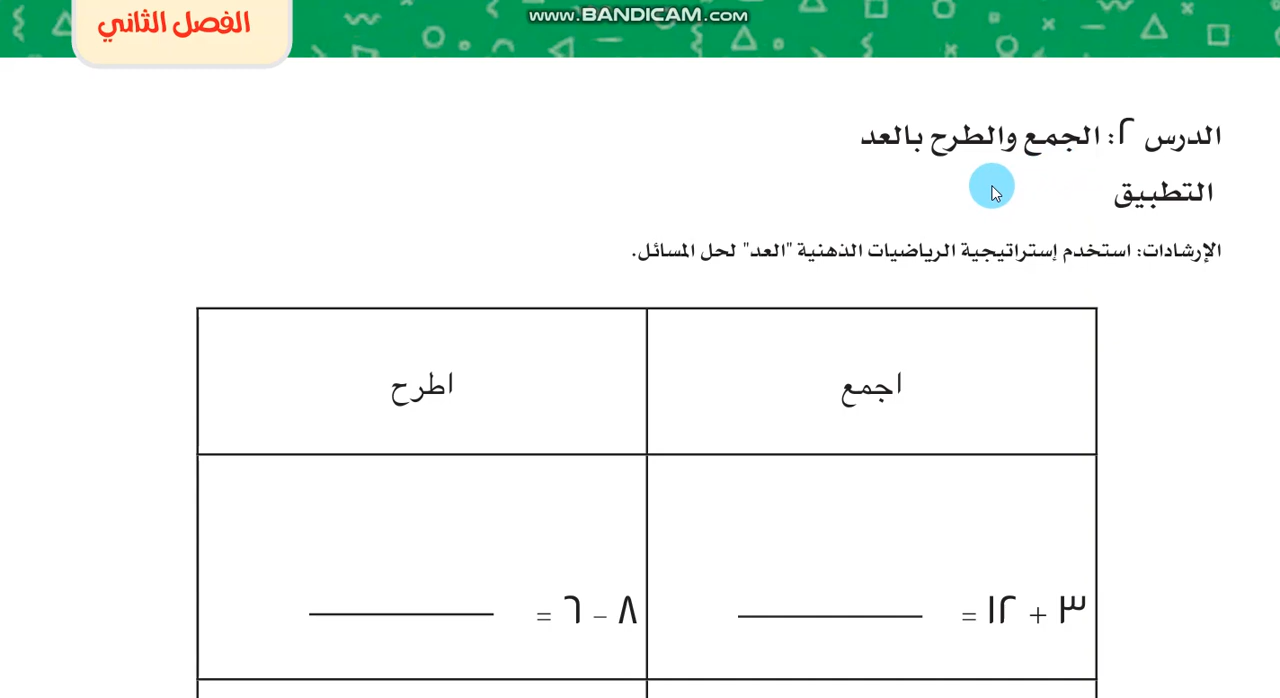 WWW.BANDICAM.COM
الفصل الثاني
الدرس ٢: الجمع والطرح بالعد
التطبيق
الإرشادات: استخدم إستراتيجية الرياضيات الذهنية "العد" لحل المسائل.
اجمع
اطرح
٣ + ١٢ =
٨ – ٦ =